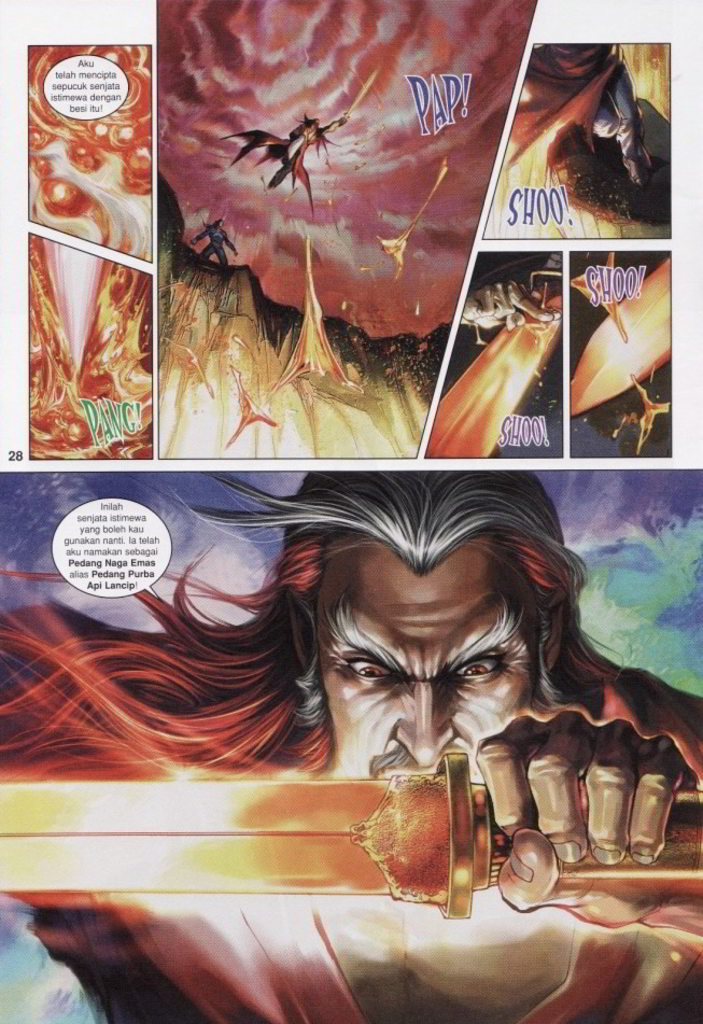 Aku
telah mencipta
sepucuk senjata
istimewa dengan
besi itu!
PANG!
PAP!
SHOO!
SHOO!
SHOO!
28
Inilah
senjata istimewa
yang boleh kau
gunakan nanti. Ia telah
aku namakan sebagai
Pedang Naga Emas
alias Pedang Purba
Api Lancip!